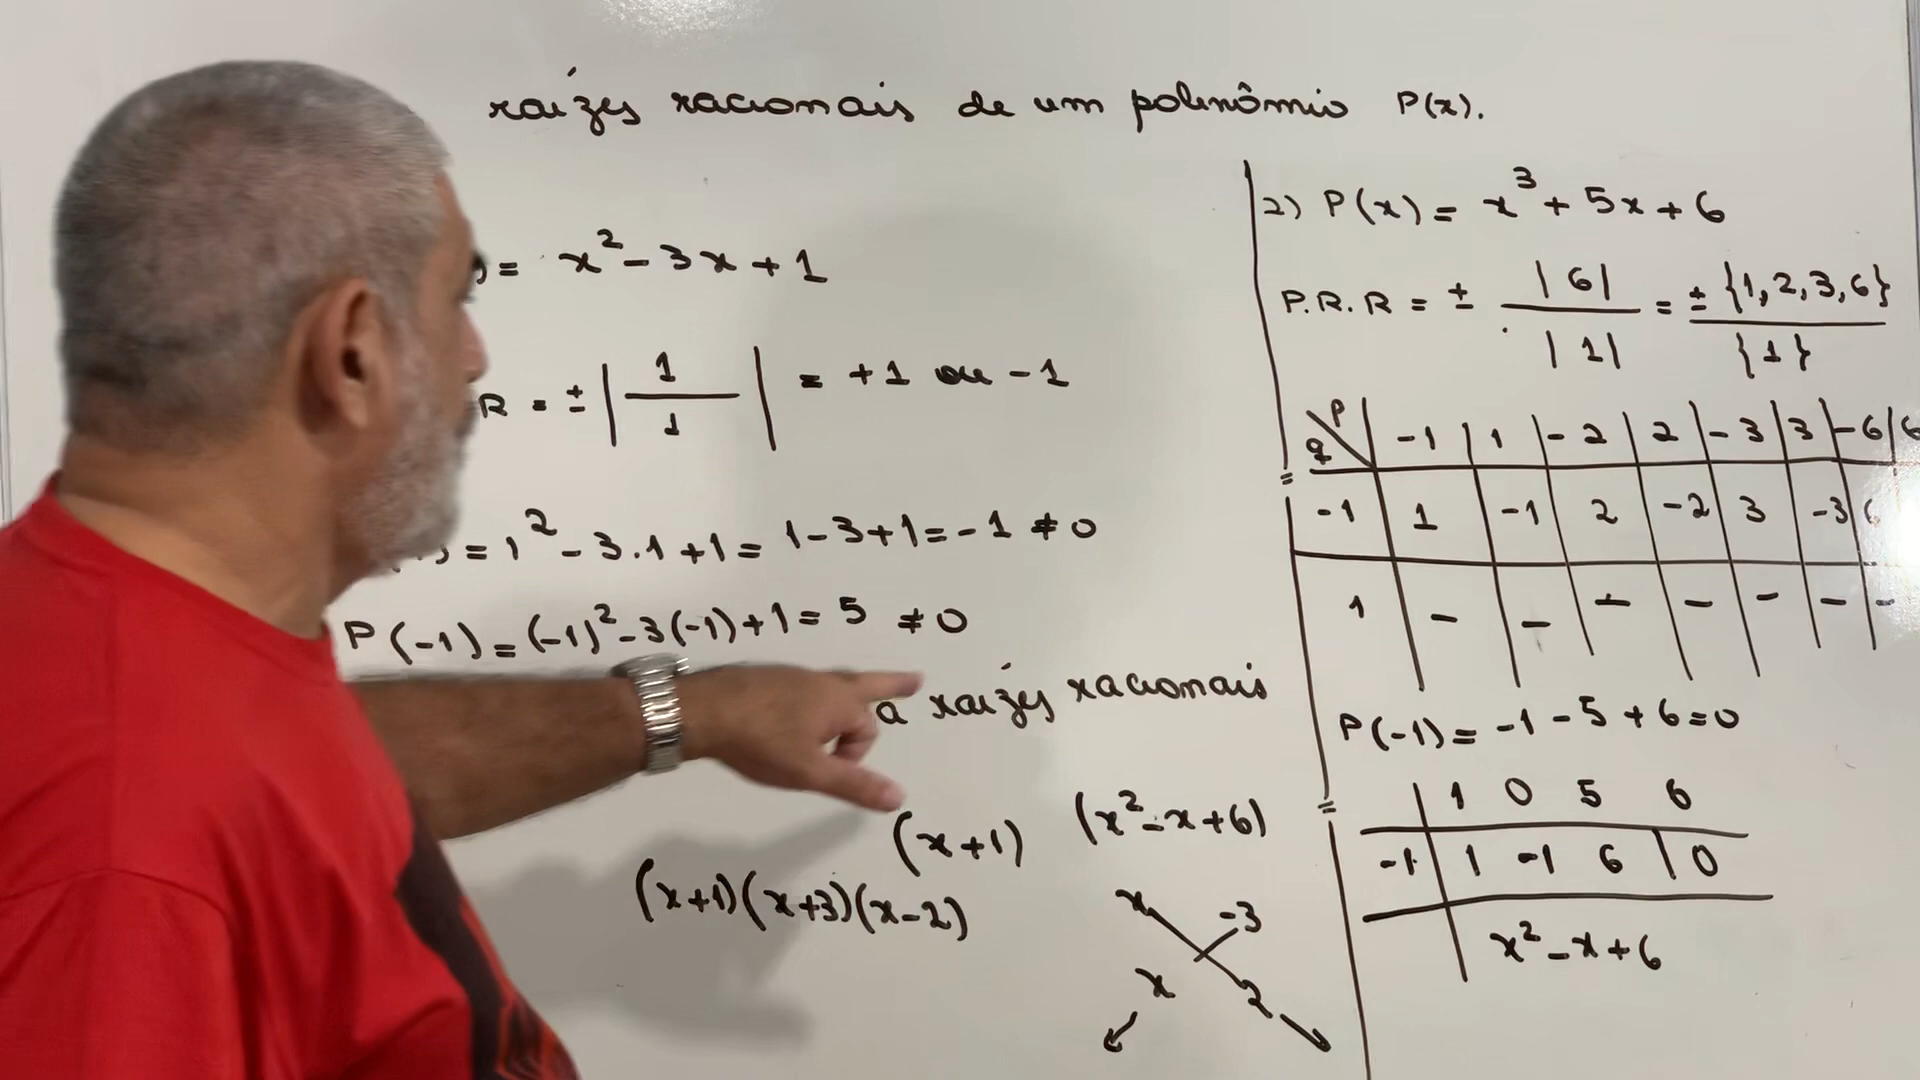 raízes racionais de um polinômio P(x).
) = x² - 3x + 1
R = ± | 1/1 | = +1 ou -1
) = 1² - 3.1 + 1 = 1 - 3 + 1 = -1 ≠ 0
P(-1) = (-1)² - 3(-1) + 1 = 5 ≠ 0
a raízes racionais
(x+1) (x² - x + 6)
(x+1)(x+3)(x-2)
x -3
x 2
2) P(x) = x³ + 5x + 6
P.R.R = ± |6| / |1| = ± {1,2,3,6} / {1}
p -1 1 -2 2 -3 3 -6 6
q
-1 1 -1 2 -2 3 -3 6
1 - - - - - - -
P(-1) = -1 - 5 + 6 = 0
1 0 5 6
-1 1 -1 6 0
x² - x + 6